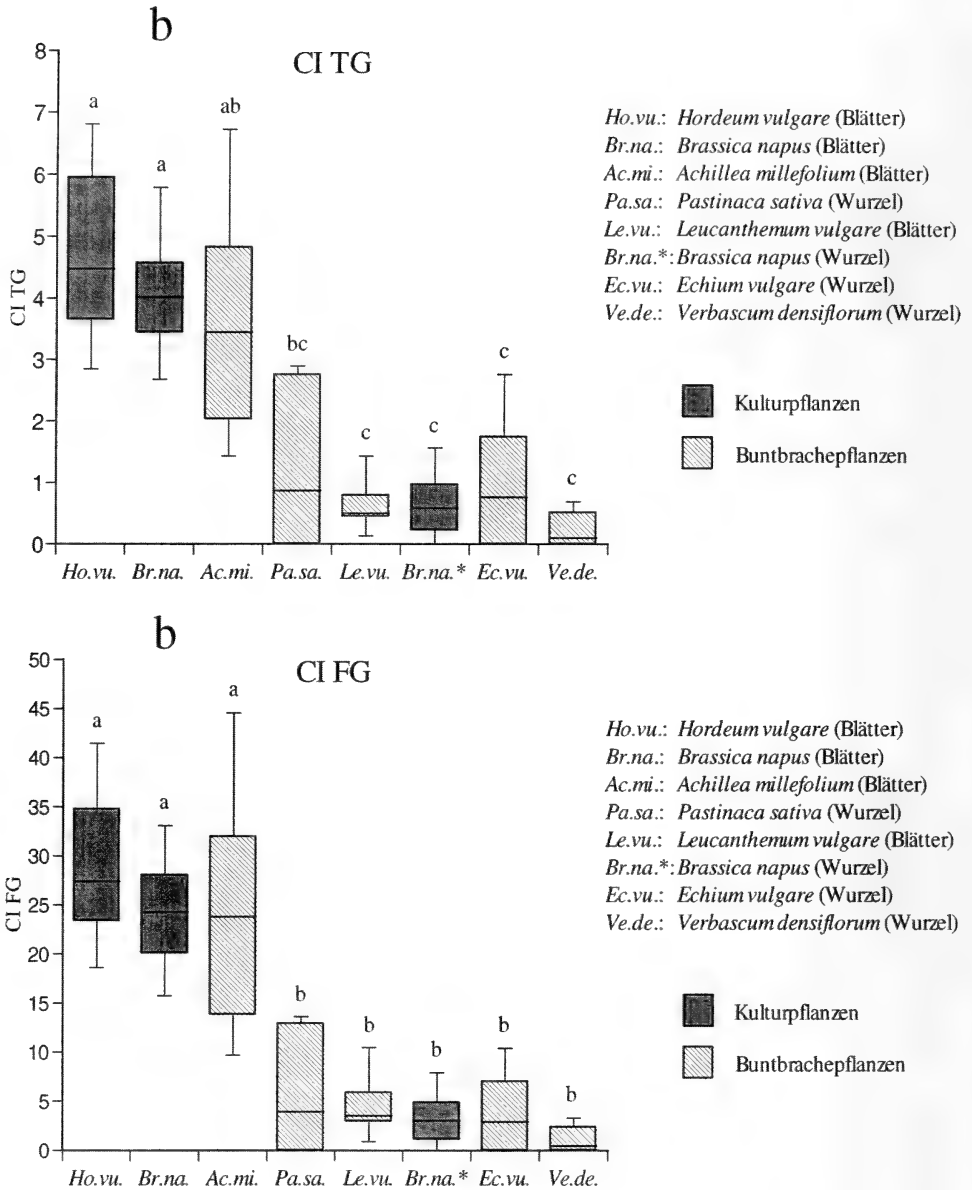 b
CI TG
8
7
6
5
4
3
2
1
0
CI TG
a
a
ab
bc
c
c
c
c
Ho.vu. Br.na. Ac.mi. Pa.sa. Le.vu. Br.na.* Ec.vu. Ve.de.
Ho.vu.: Hordeum vulgare (Blätter)
Br.na.: Brassica napus (Blätter)
Ac.mi.: Achillea millefolium (Blätter)
Pa.sa.: Pastinaca sativa (Wurzel)
Le.vu.: Leucanthemum vulgare (Blätter)
Br.na.*: Brassica napus (Wurzel)
Ec.vu.: Echium vulgare (Wurzel)
Ve.de.: Verbascum densiflorum (Wurzel)
Kulturpflanzen
Buntbrachepflanzen
b
CI FG
50
45
40
35
30
25
20
15
10
5
0
CI FG
a
a
a
b
b
b
b
b
Ho.vu. Br.na. Ac.mi. Pa.sa. Le.vu. Br.na.* Ec.vu. Ve.de.
Ho.vu.: Hordeum vulgare (Blätter)
Br.na.: Brassica napus (Blätter)
Ac.mi.: Achillea millefolium (Blätter)
Pa.sa.: Pastinaca sativa (Wurzel)
Le.vu.: Leucanthemum vulgare (Blätter)
Br.na.*: Brassica napus (Wurzel)
Ec.vu.: Echium vulgare (Wurzel)
Ve.de.: Verbascum densiflorum (Wurzel)
Kulturpflanzen
Buntbrachepflanzen